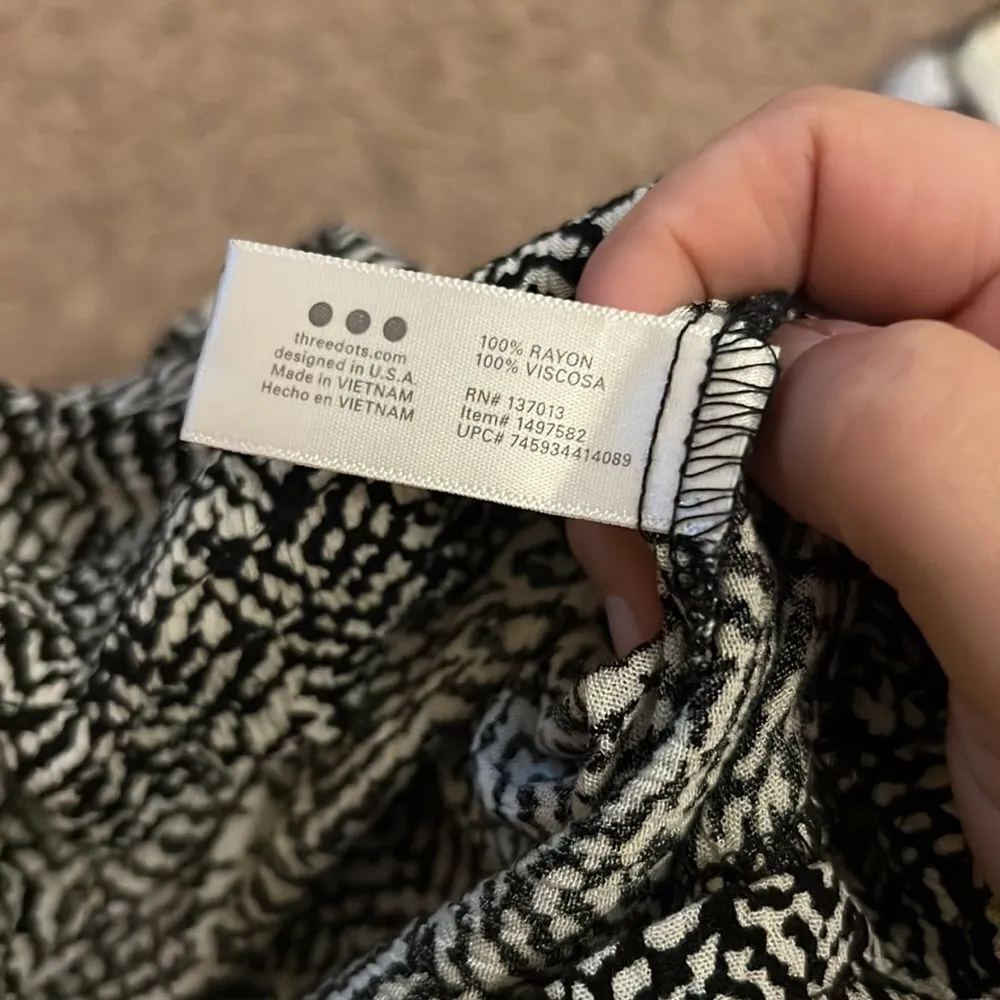 threedots.com
designed in U.S.A.
Made in VIETNAM
Hecho en VIETNAM
100% RAYON
100% VISCOSA
RN# 137013
Item# 1497582
UPC# 745934414089